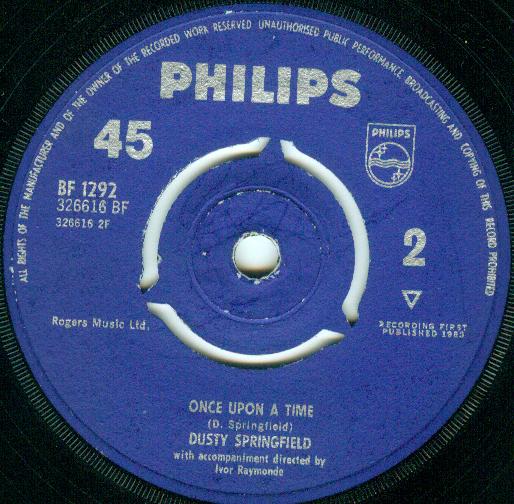 ALL RIGHTS OF THE MANUFACTURER AND OF THE OWNER OF THE RECORDED WORK RESERVED UNAUTHORISED PUBLIC PERFORMANCE BROADCASTING AND COPYING OF THIS RECORD PROHIBITED
PHILIPS
45
PHILIPS
BF 1292
326616 BF
326616 2F
2
Rogers Music Ltd.
RECORDING FIRST
PUBLISHED 1963
ONCE UPON A TIME
(D. Springfield)
DUSTY SPRINGFIELD
with accompaniment directed by
Ivor Raymonde